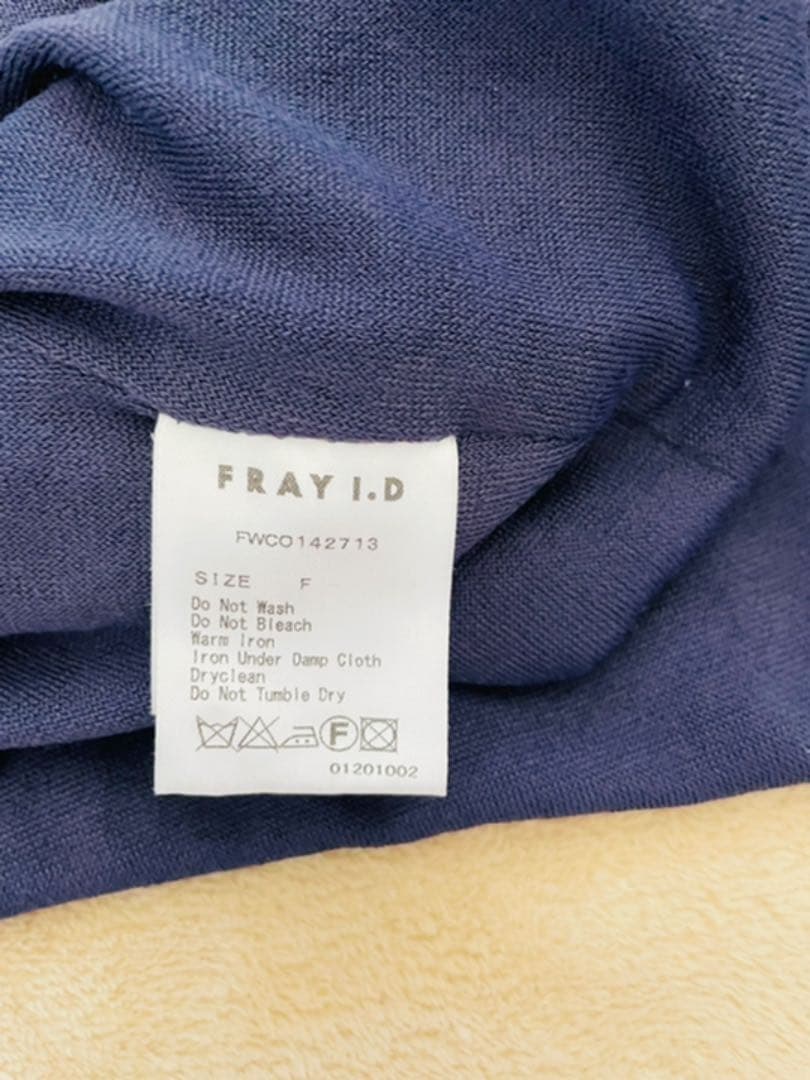 FRAY I.D
FWCO142713
SIZE F
Do Not Wash
Do Not Bleach
Warm Iron
Iron Under Damp Cloth
Dryclean
Do Not Tumble Dry
F
01201002